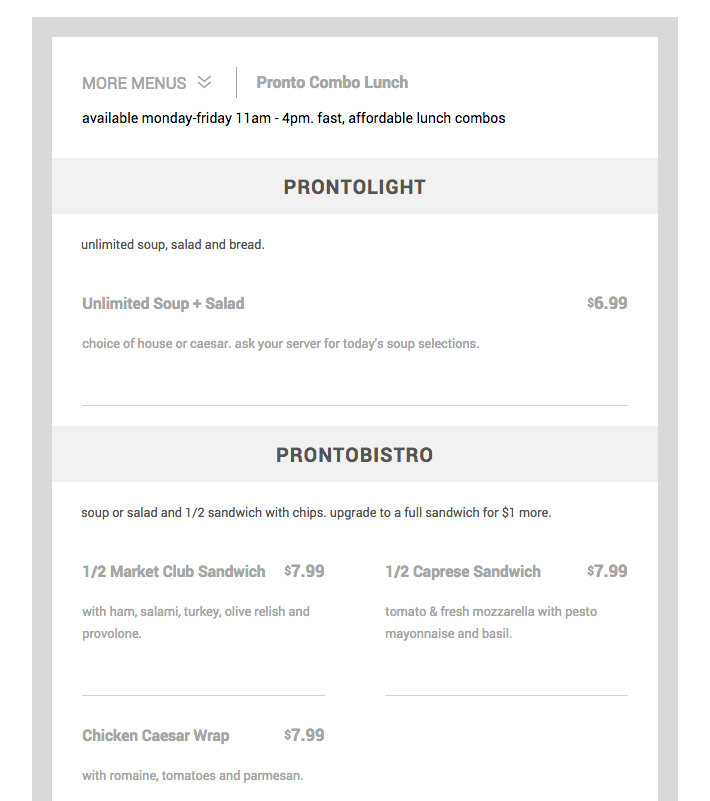 MORE MENUS
Pronto Combo Lunch
available monday-friday 11am - 4pm. fast, affordable lunch combos
PRONTOLIGHT
unlimited soup, salad and bread.
Unlimited Soup + Salad $6.99
choice of house or caesar. ask your server for today's soup selections.
PRONTOBISTRO
soup or salad and 1/2 sandwich with chips. upgrade to a full sandwich for $1 more.
1/2 Market Club Sandwich $7.99
with ham, salami, turkey, olive relish and
provolone.
1/2 Caprese Sandwich $7.99
tomato & fresh mozzarella with pesto
mayonnaise and basil.
Chicken Caesar Wrap $7.99
with romaine, tomatoes and parmesan.